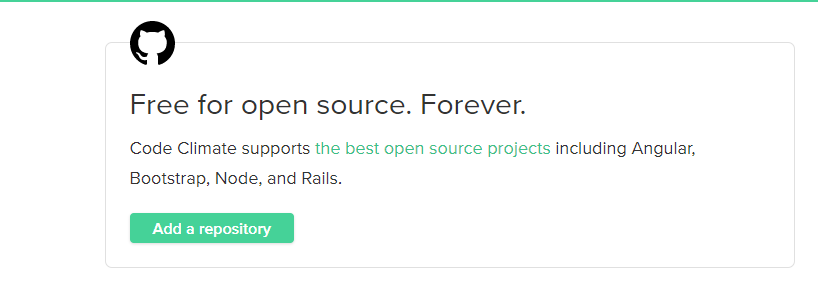 Free for open source. Forever.
Code Climate supports the best open source projects including Angular,
Bootstrap, Node, and Rails.
Add a repository